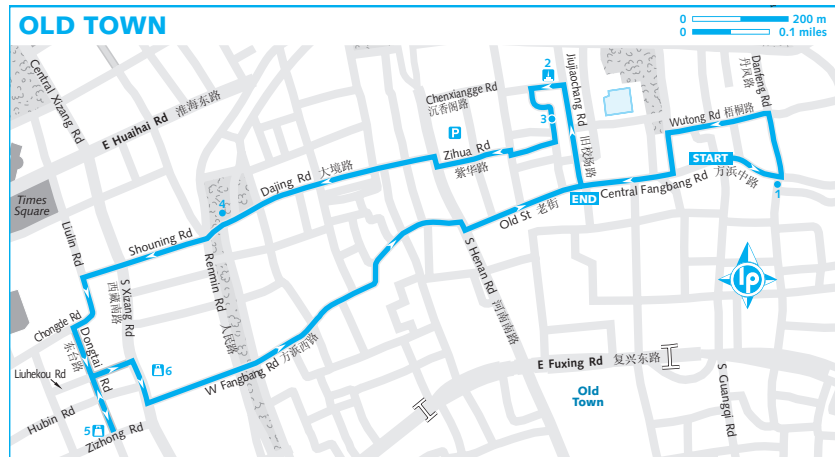 OLD TOWN
0 200 m
0 0.1 miles
Central Xizang Rd
E Huaihai Rd 淮海东路
Chenxiangge Rd
沉香阁路
2
Jiujiaochang Rd
旧校场路
Danfeng Rd
丹凤路
Wutong Rd 梧桐路
3
P
Zihua Rd
紫华路
START
Central Fangbang Rd 方浜中路
1
Dajing Rd 大境路
END
Old St 老街
Times
Square
4
Shouning Rd
Liulin Rd
S Xizang Rd
西藏南路
Renmin Rd 人民路
S Henan Rd 河南南路
lp
Chongde Rd
Dongtai Rd
东台路
Liuhekou Rd
6
W Fangbang Rd 方浜西路
E Fuxing Rd 复兴东路
S Guangqi Rd
Old
Town
Hubin Rd
5
Zizhong Rd